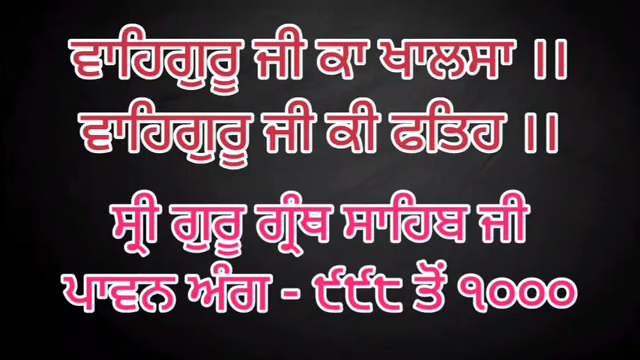 ਵਾਹਿਗੁਰੂ ਜੀ ਕਾ ਖਾਲਸਾ ।।
ਵਾਹਿਗੁਰੂ ਜੀ ਕੀ ਫਤਿਹ ।।
ਸ੍ਰੀ ਗੁਰੂ ਗ੍ਰੰਥ ਸਾਹਿਬ ਜੀ
ਪਾਵਨ ਅੰਗ - ੯੯੮ ਤੋਂ ੧੦੦੦